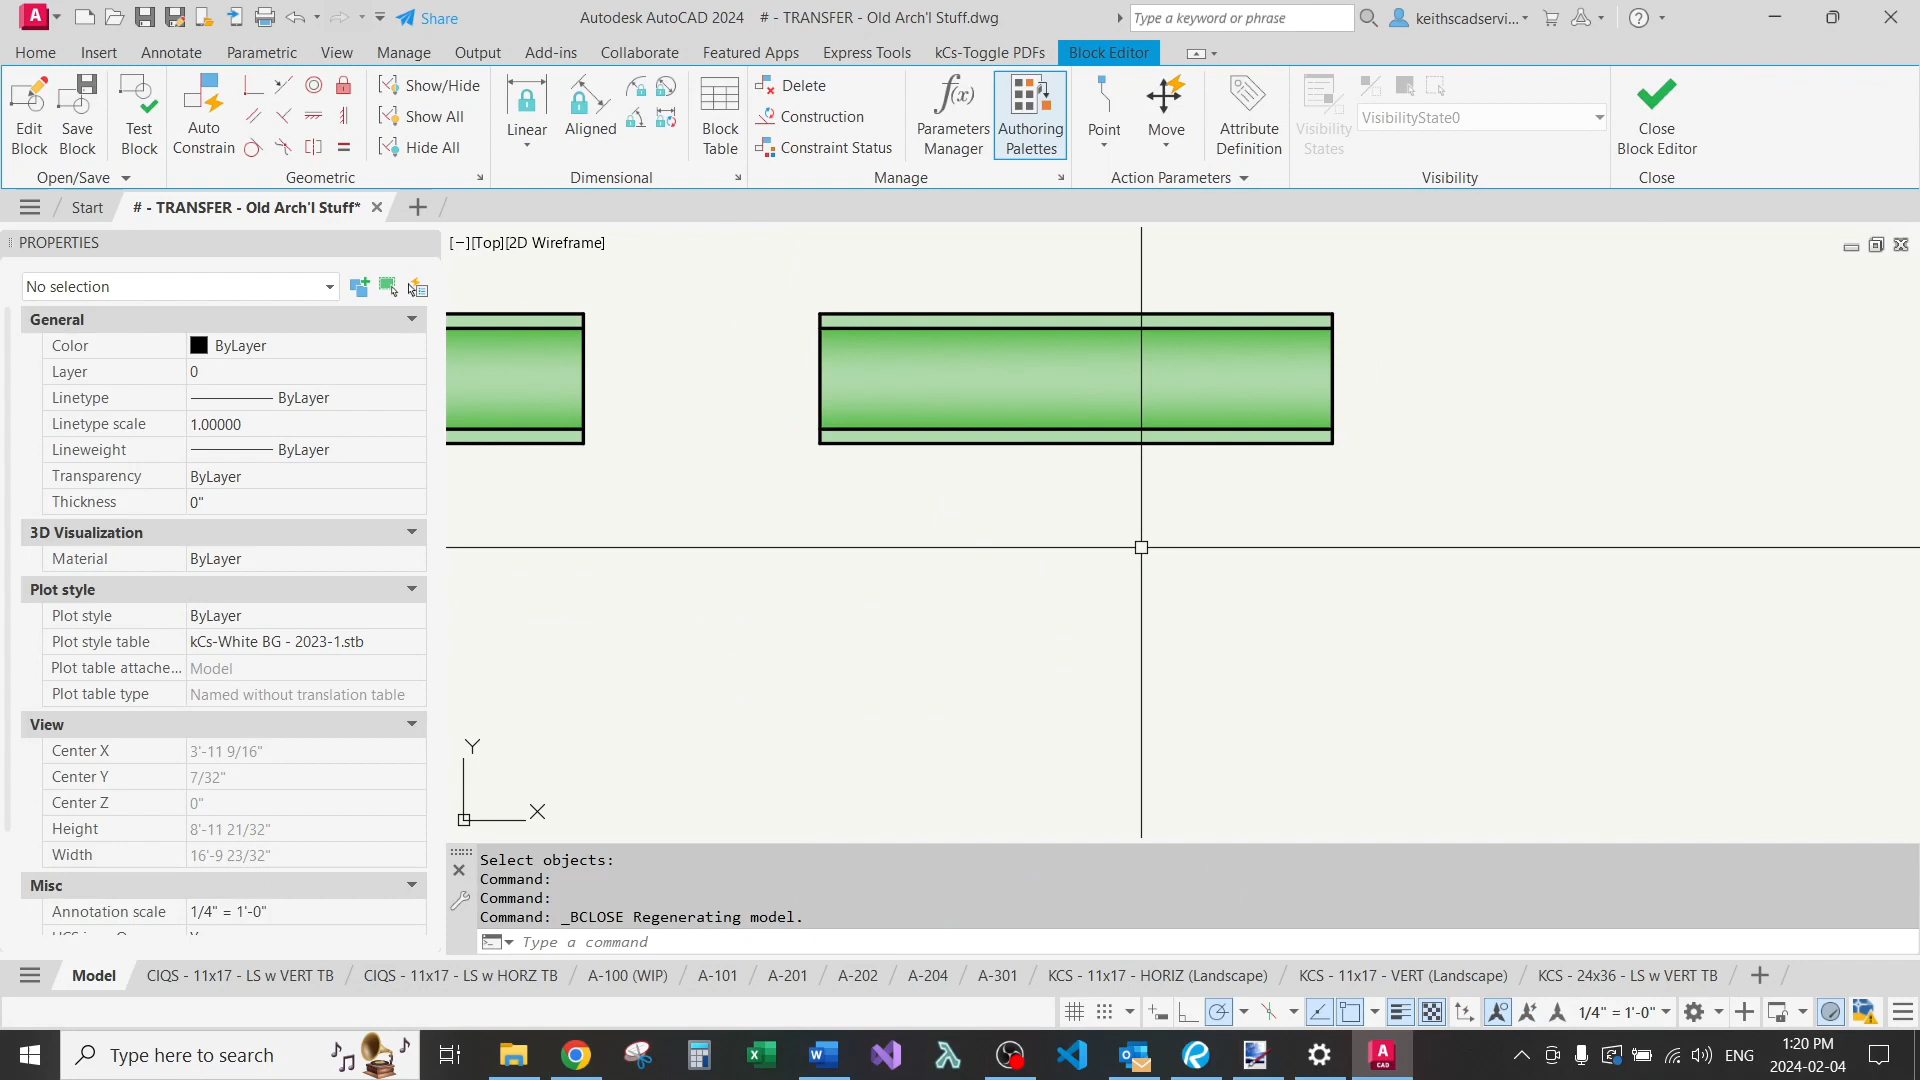 Share
Autodesk AutoCAD 2024 # - TRANSFER - Old Arch'l Stuff.dwg
Type a keyword or phrase
keithscadservi...
Home Insert Annotate Parametric View Manage Output Add-ins Collaborate Featured Apps Express Tools kCs-Toggle PDFs Block Editor
Edit Block
Save Block
Test Block
Open/Save
Auto Constrain
Show/Hide
Show All
Hide All
Geometric
Linear
Aligned
Dimensional
Block Table
Delete
Construction
Constraint Status
Parameters Manager
Authoring Palettes
Manage
Point
Move
Attribute Definition
Action Parameters
Visibility States
VisibilityState0
Visibility
Close Block Editor
Close
Start # - TRANSFER - Old Arch'l Stuff*
PROPERTIES
[−][Top][2D Wireframe]
No selection
General
Color ByLayer
Layer 0
Linetype ByLayer
Linetype scale 1.00000
Lineweight ByLayer
Transparency ByLayer
Thickness 0"
3D Visualization
Material ByLayer
Plot style
Plot style ByLayer
Plot style table kCs-White BG - 2023-1.stb
Plot table attache... Model
Plot table type Named without translation table
View
Center X 3'-11 9/16"
Center Y 7/32"
Center Z 0"
Height 8'-11 21/32"
Width 16'-9 23/32"
Misc
Annotation scale 1/4" = 1'-0"
Y
X
Select objects:
Command:
Command:
Command: _BCLOSE Regenerating model.
Type a command
Model CIQS - 11x17 - LS w VERT TB CIQS - 11x17 - LS w HORZ TB A-100 (WIP) A-101 A-201 A-202 A-204 A-301 KCS - 11x17 - HORIZ (Landscape) KCS - 11x17 - VERT (Landscape) KCS - 24x36 - LS w VERT TB
1/4" = 1'-0"
Type here to search
ENG
1:20 PM
2024-02-04